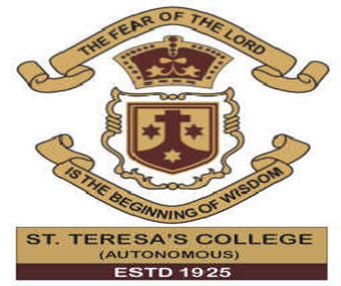 THE FEAR OF THE LORD
IS THE BEGINNING OF WISDOM
ST. TERESA'S COLLEGE
(AUTONOMOUS)
ESTD 1925